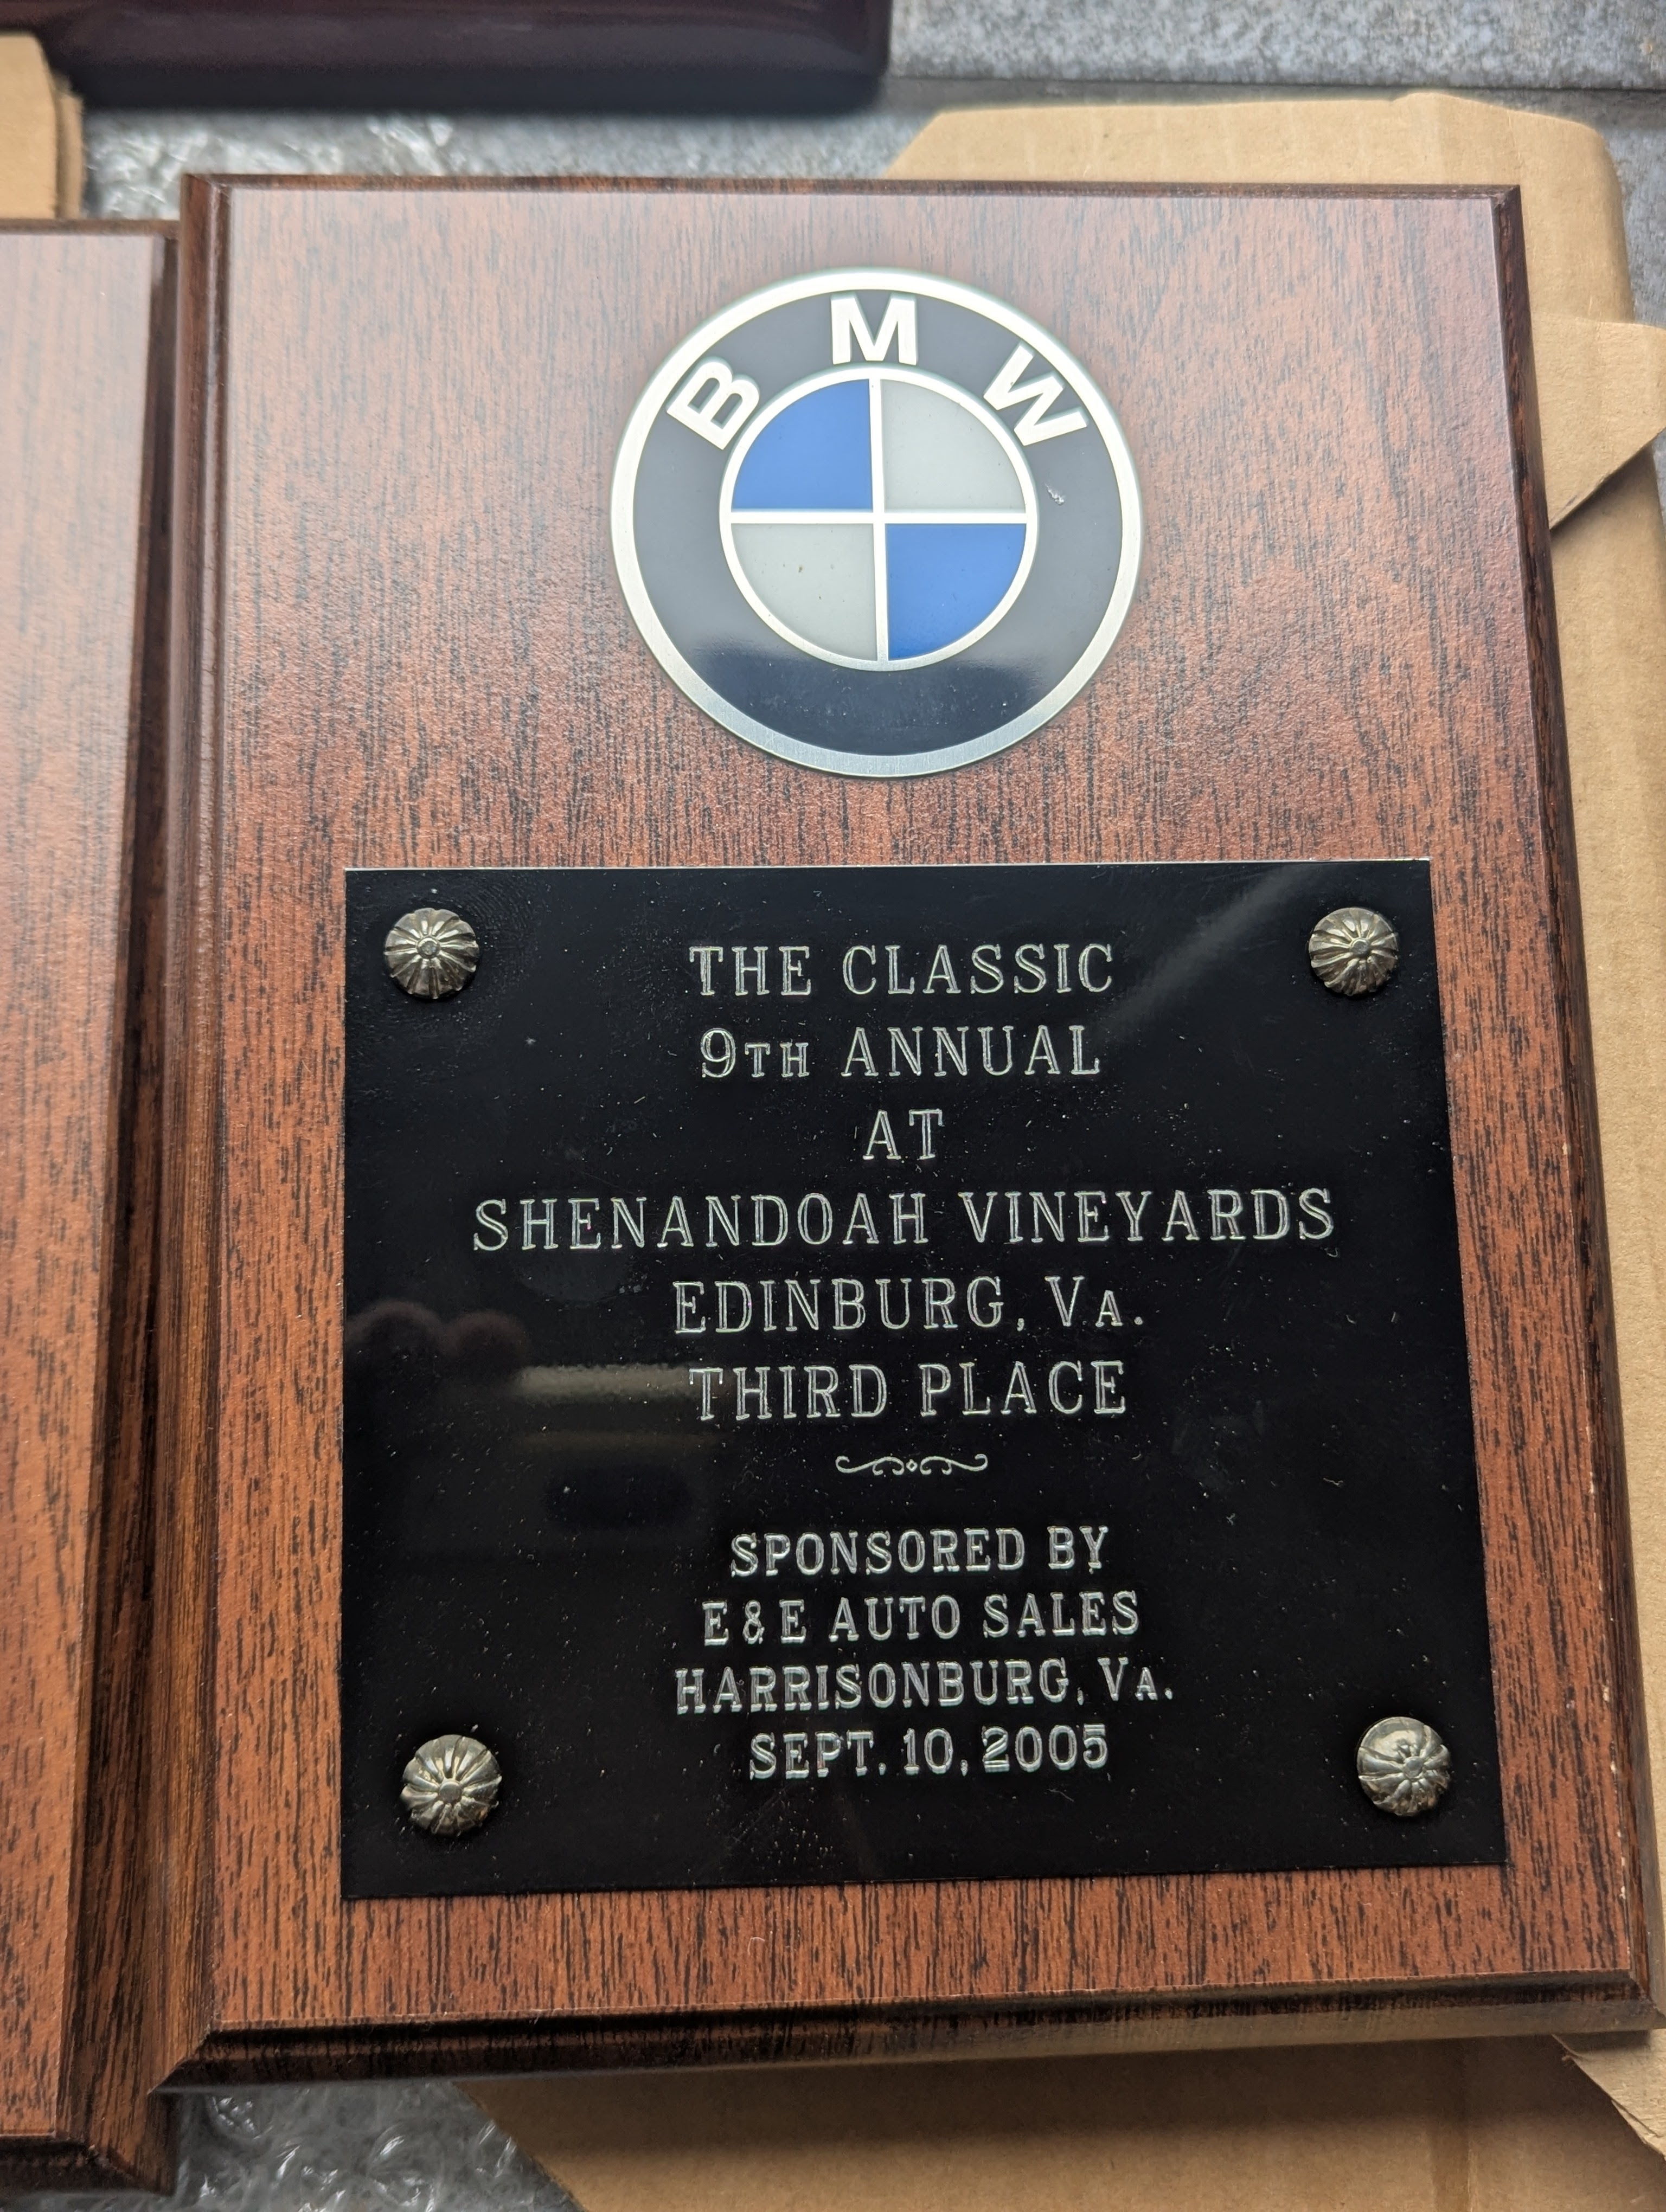 BMW
THE CLASSIC
9TH ANNUAL
AT
SHENANDOAH VINEYARDS
EDINBURG, VA.
THIRD PLACE
SPONSORED BY
E&E AUTO SALES
HARRISONBURG, VA.
SEPT. 10, 2005